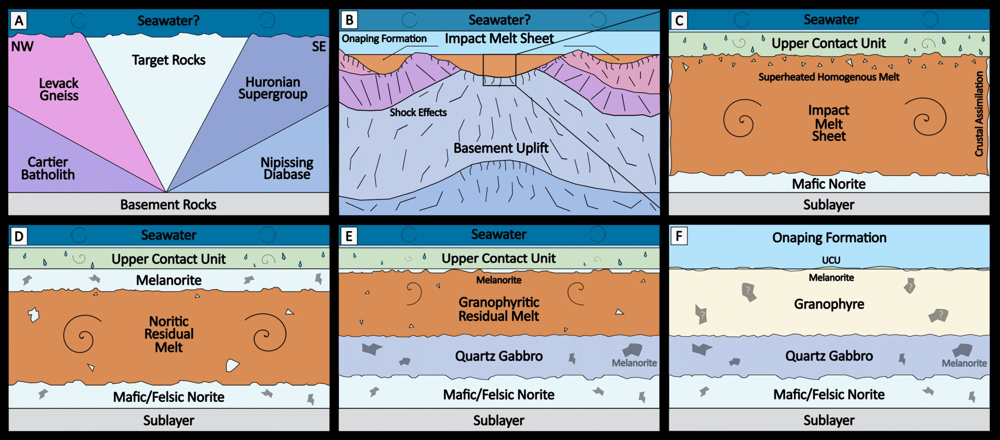 A
Seawater?
NW
SE
Target Rocks
Levack
Gneiss
Huronian
Supergroup
Cartier
Batholith
Nipissing
Diabase
Basement Rocks
B
Seawater?
Onaping Formation
Impact Melt Sheet
Shock Effects
Basement Uplift
C
Seawater
Upper Contact Unit
Superheated Homogenous Melt
Impact
Melt
Sheet
Crustal Assimilation
Mafic Norite
Sublayer
D
Seawater
Upper Contact Unit
Melanorite
Noritic
Residual
Melt
Mafic/Felsic Norite
Sublayer
E
Seawater
Upper Contact Unit
Melanorite
Granophyritic
Residual Melt
Quartz Gabbro
Melanorite
Mafic/Felsic Norite
Sublayer
F
Onaping Formation
UCU
Melanorite
?
?
Granophyre
?
?
Quartz Gabbro
Melanorite
Mafic/Felsic Norite
Sublayer